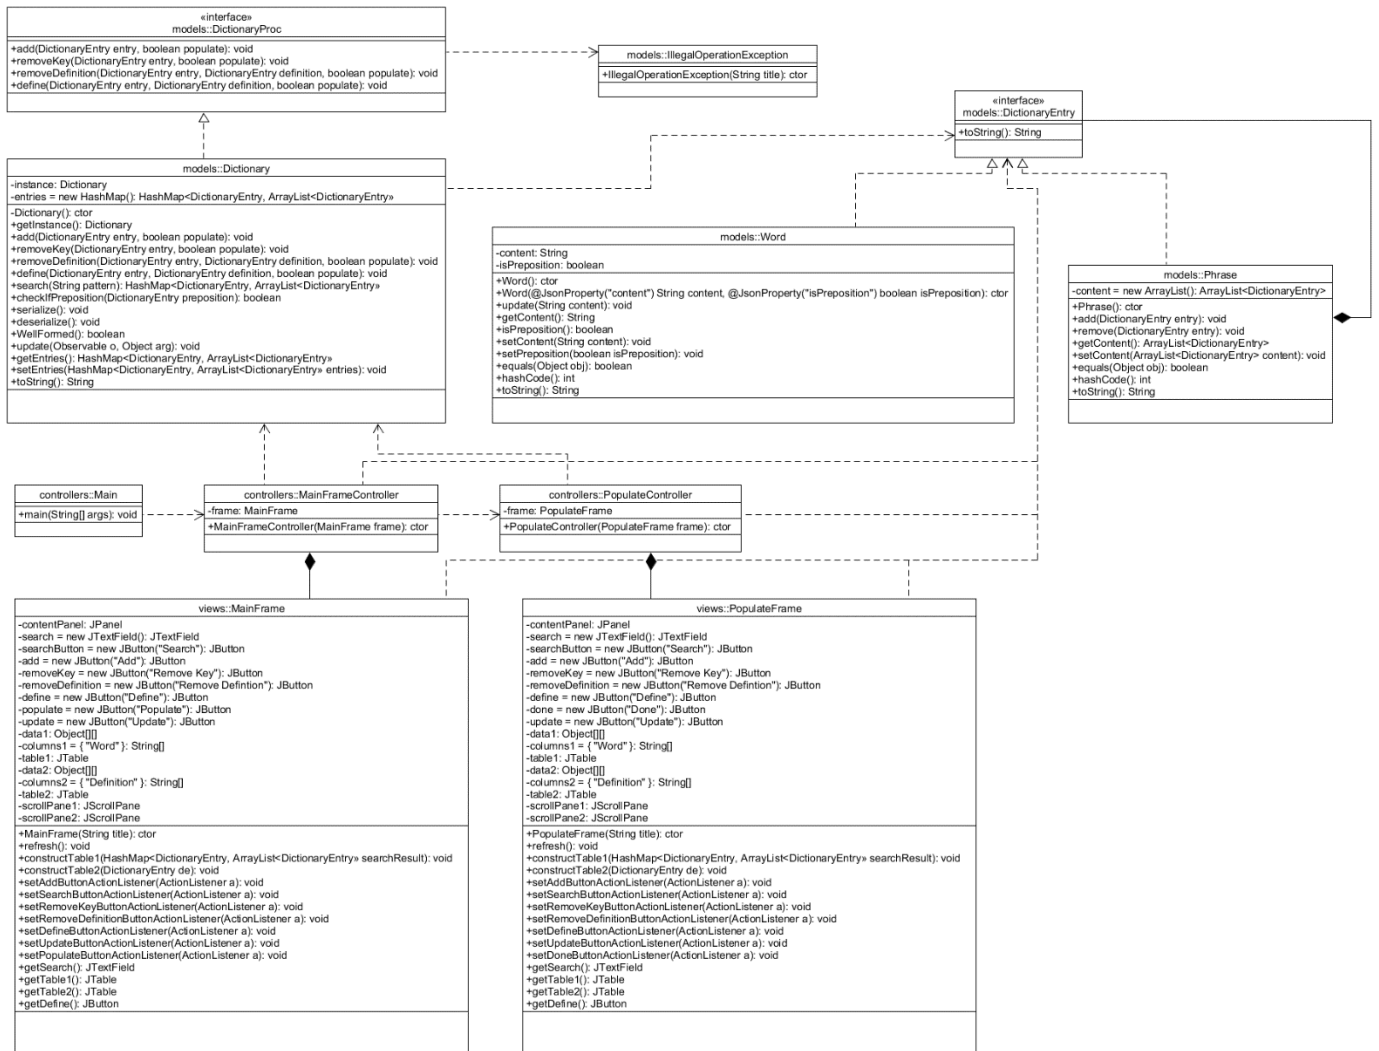 «interface»
models::DictionaryProc
+add(DictionaryEntry entry, boolean populate): void
+removeKey(DictionaryEntry entry, boolean populate): void
+removeDefinition(DictionaryEntry entry, DictionaryEntry definition, boolean populate): void
+define(DictionaryEntry entry, DictionaryEntry definition, boolean populate): void
models::IllegalOperationException
+IllegalOperationException(String title): ctor
«interface»
models::DictionaryEntry
+toString(): String
models::Dictionary
-instance: Dictionary
-entries = new HashMap(): HashMap<DictionaryEntry, ArrayList<DictionaryEntry»
-Dictionary(): ctor
+getInstance(): Dictionary
+add(DictionaryEntry entry, boolean populate): void
+removeKey(DictionaryEntry entry, boolean populate): void
+removeDefinition(DictionaryEntry entry, DictionaryEntry definition, boolean populate): void
+define(DictionaryEntry entry, DictionaryEntry definition, boolean populate): void
+search(String pattern): HashMap<DictionaryEntry, ArrayList<DictionaryEntry»
+checkIfPreposition(DictionaryEntry preposition): boolean
+serialize(): void
+deserialize(): void
+WellFormed(): boolean
+update(Observable o, Object arg): void
+getEntries(): HashMap<DictionaryEntry, ArrayList<DictionaryEntry»
+setEntries(HashMap<DictionaryEntry, ArrayList<DictionaryEntry» entries): void
+toString(): String
models::Word
-content: String
-isPreposition: boolean
+Word(): ctor
+Word(@JsonProperty("content") String content, @JsonProperty("isPreposition") boolean isPreposition): ctor
+update(String content): void
+getContent(): String
+isPreposition(): boolean
+setContent(String content): void
+setPreposition(boolean isPreposition): void
+equals(Object obj): boolean
+hashCode(): int
+toString(): String
models::Phrase
-content = new ArrayList(): ArrayList<DictionaryEntry>
+Phrase(): ctor
+add(DictionaryEntry entry): void
+remove(DictionaryEntry entry): void
+getContent(): ArrayList<DictionaryEntry>
+setContent(ArrayList<DictionaryEntry> content): void
+equals(Object obj): boolean
+hashCode(): int
+toString(): String
controllers::Main
+main(String[] args): void
controllers::MainFrameController
-frame: MainFrame
+MainFrameController(MainFrame frame): ctor
controllers::PopulateController
-frame: PopulateFrame
+PopulateController(PopulateFrame frame): ctor
views::MainFrame
-contentPanel: JPanel
-search = new JTextField(): JTextField
-searchButton = new JButton("Search"): JButton
-add = new JButton("Add"): JButton
-removeKey = new JButton("Remove Key"): JButton
-removeDefinition = new JButton("Remove Defintion"): JButton
-define = new JButton("Define"): JButton
-populate = new JButton("Populate"): JButton
-update = new JButton("Update"): JButton
-data1: Object[][]
-columns1 = { "Word" }: String[]
-table1: JTable
-data2: Object[][]
-columns2 = { "Definition" }: String[]
-table2: JTable
-scrollPane1: JScrollPane
-scrollPane2: JScrollPane
+MainFrame(String title): ctor
+refresh(): void
+constructTable1(HashMap<DictionaryEntry, ArrayList<DictionaryEntry» searchResult): void
+constructTable2(DictionaryEntry de): void
+setAddButtonActionListener(ActionListener a): void
+setSearchButtonActionListener(ActionListener a): void
+setRemoveKeyButtonActionListener(ActionListener a): void
+setRemoveDefinitionButtonActionListener(ActionListener a): void
+setDefineButtonActionListener(ActionListener a): void
+setUpdateButtonActionListener(ActionListener a): void
+setPopulateButtonActionListener(ActionListener a): void
+getSearch(): JTextField
+getTable1(): JTable
+getTable2(): JTable
+getDefine(): JButton
views::PopulateFrame
-contentPanel: JPanel
-search = new JTextField(): JTextField
-searchButton = new JButton("Search"): JButton
-add = new JButton("Add"): JButton
-removeKey = new JButton("Remove Key"): JButton
-removeDefinition = new JButton("Remove Defintion"): JButton
-define = new JButton("Define"): JButton
-done = new JButton("Done"): JButton
-update = new JButton("Update"): JButton
-data1: Object[][]
-columns1 = { "Word" }: String[]
-table1: JTable
-data2: Object[][]
-columns2 = { "Definition" }: String[]
-table2: JTable
-scrollPane1: JScrollPane
-scrollPane2: JScrollPane
+PopulateFrame(String title): ctor
+refresh(): void
+constructTable1(HashMap<DictionaryEntry, ArrayList<DictionaryEntry» searchResult): void
+constructTable2(DictionaryEntry de): void
+setAddButtonActionListener(ActionListener a): void
+setSearchButtonActionListener(ActionListener a): void
+setRemoveKeyButtonActionListener(ActionListener a): void
+setRemoveDefinitionButtonActionListener(ActionListener a): void
+setDefineButtonActionListener(ActionListener a): void
+setUpdateButtonActionListener(ActionListener a): void
+setDoneButtonActionListener(ActionListener a): void
+getSearch(): JTextField
+getTable1(): JTable
+getTable2(): JTable
+getDefine(): JButton